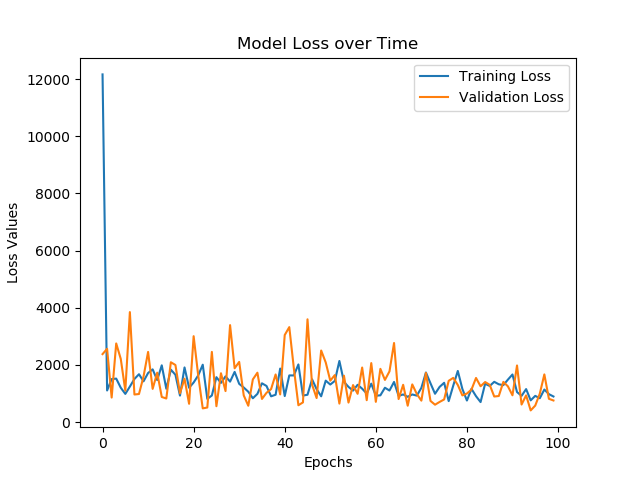 Model Loss over Time
Training Loss
Validation Loss
12000
10000
8000
6000
4000
2000
0
Loss Values
0 20 40 60 80 100
Epochs